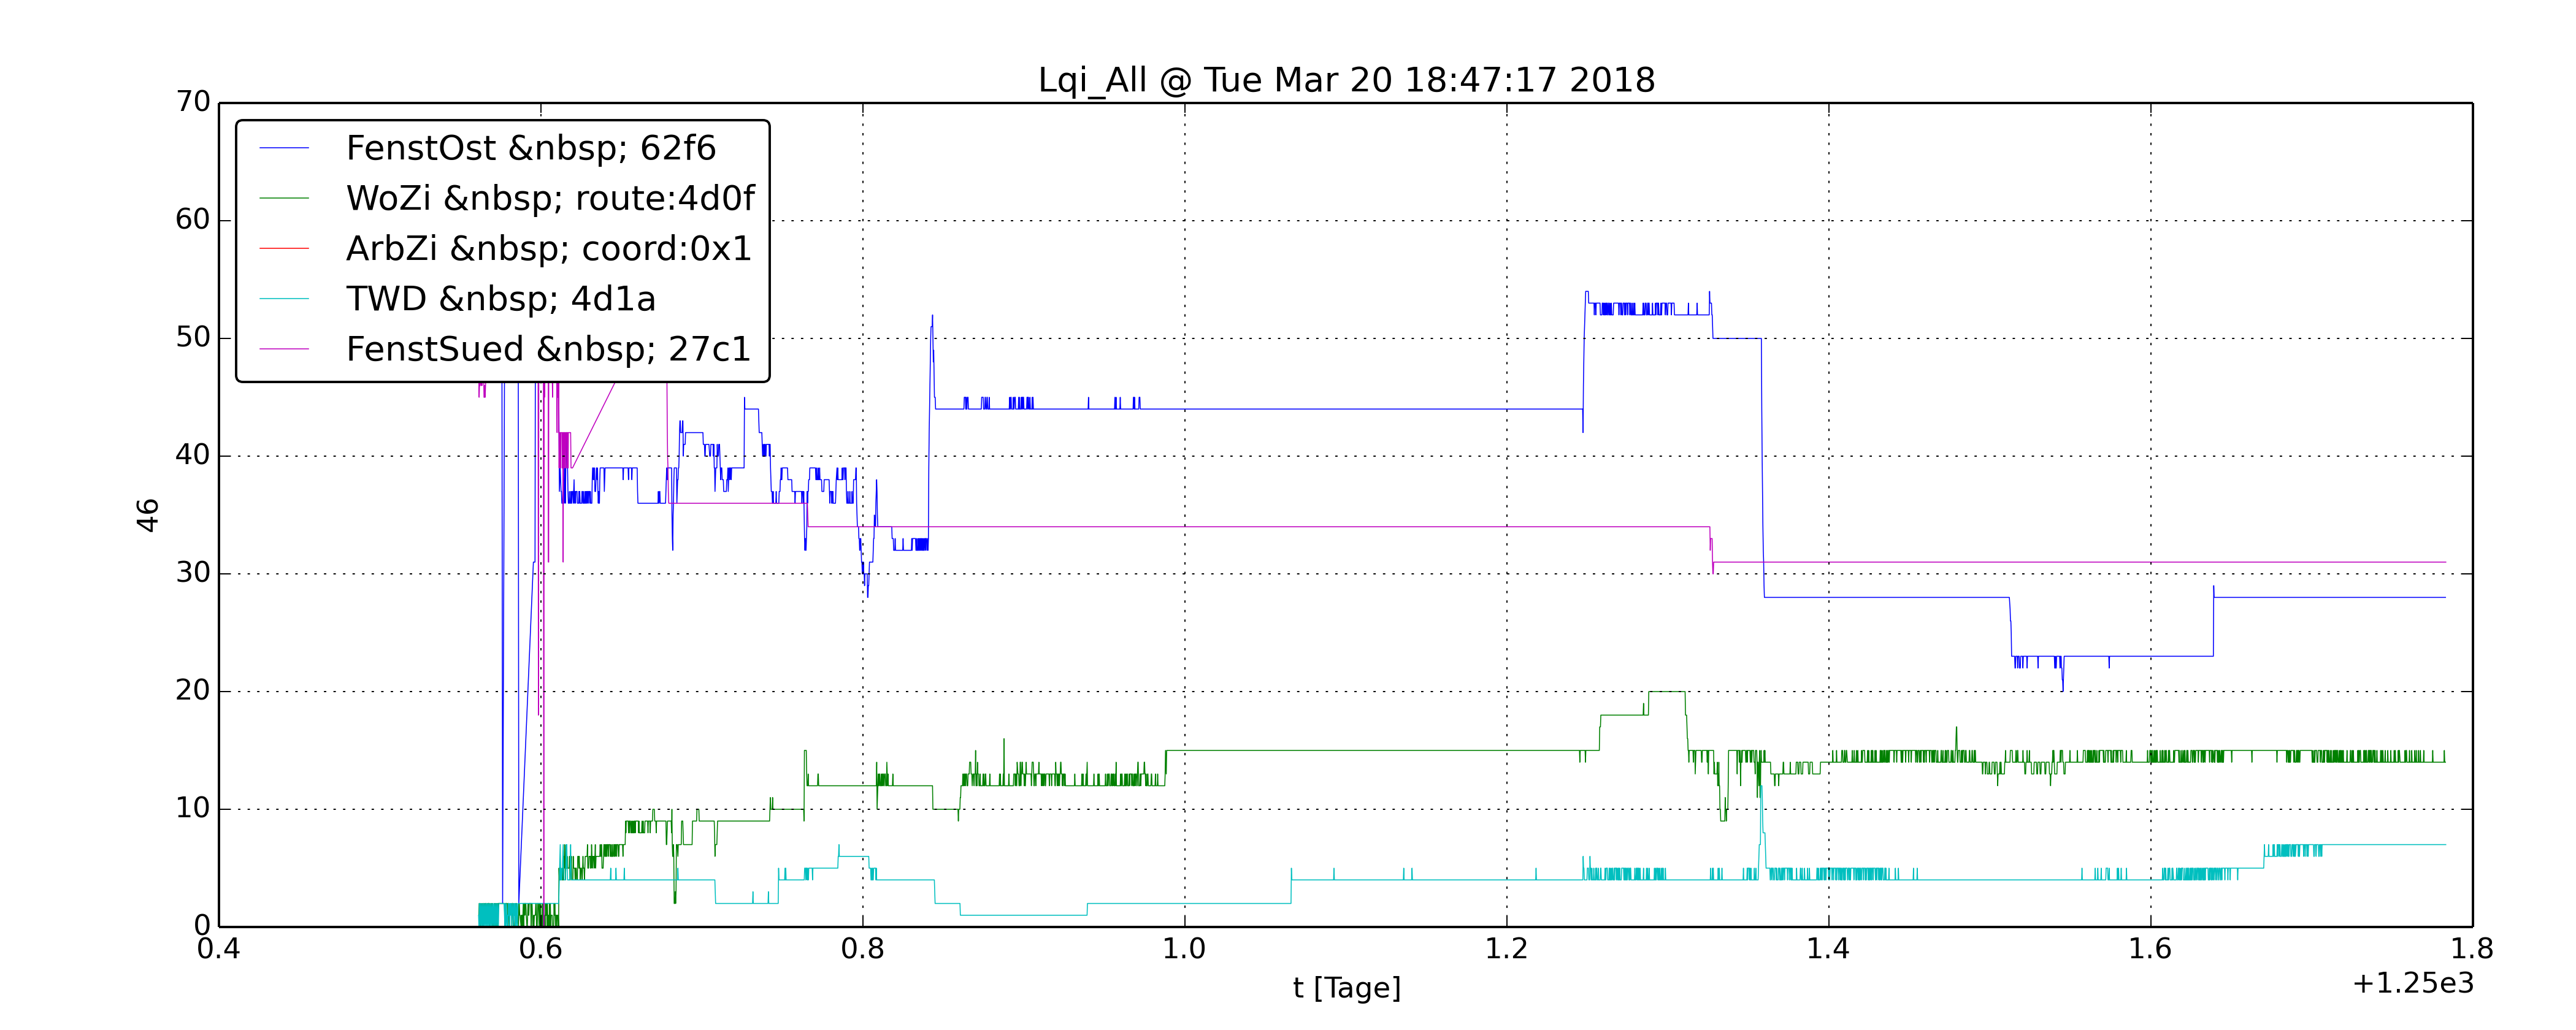 Lqi_All @ Tue Mar 20 18:47:17 2018
70
60
50
40
30
20
10
0
46
FenstOst &nbsp; 62f6
WoZi &nbsp; route:4d0f
ArbZi &nbsp; coord:0x1
TWD &nbsp; 4d1a
FenstSued &nbsp; 27c1
0.4 0.6 0.8 1.0 1.2 1.4 1.6 1.8
t [Tage]
+1.25e3